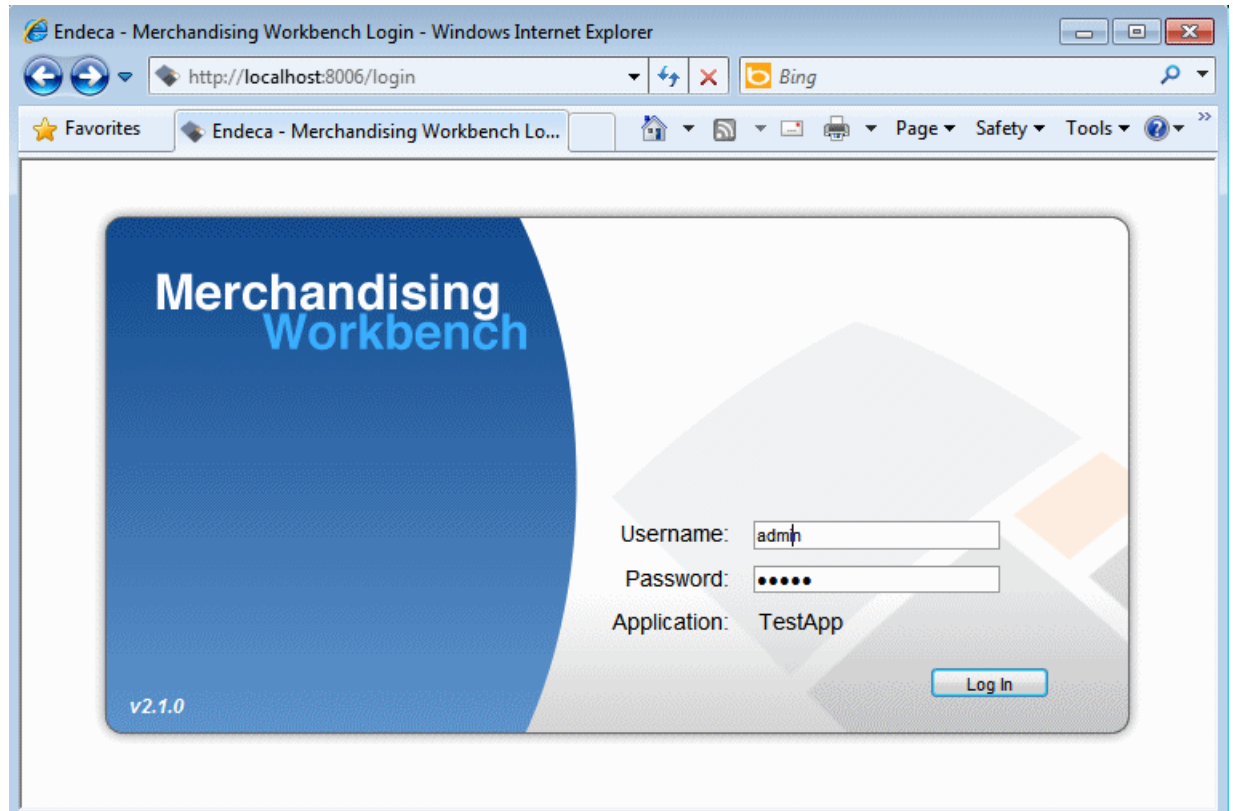 Endeca - Merchandising Workbench Login - Windows Internet Explorer
http://localhost:8006/login
Bing
Favorites
Endeca - Merchandising Workbench Lo...
Page
Safety
Tools
Merchandising
Workbench
Username: admin
Password: •••••
Application: TestApp
Log In
v2.1.0